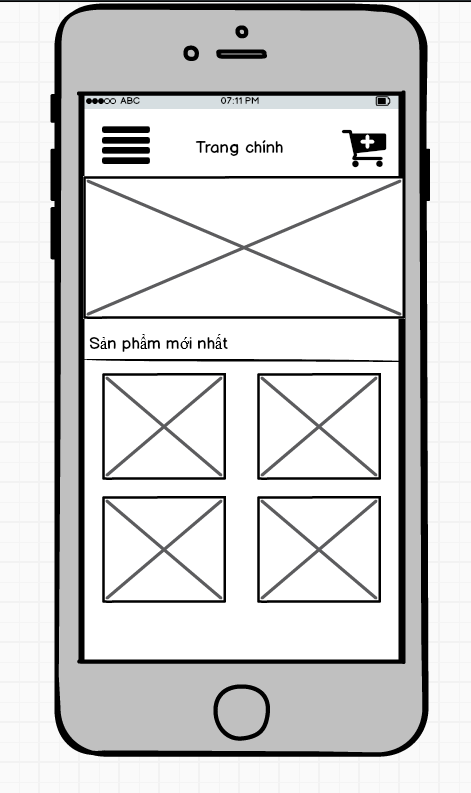 ABC 07:11 PM
Trang chính
Sản phẩm mới nhất